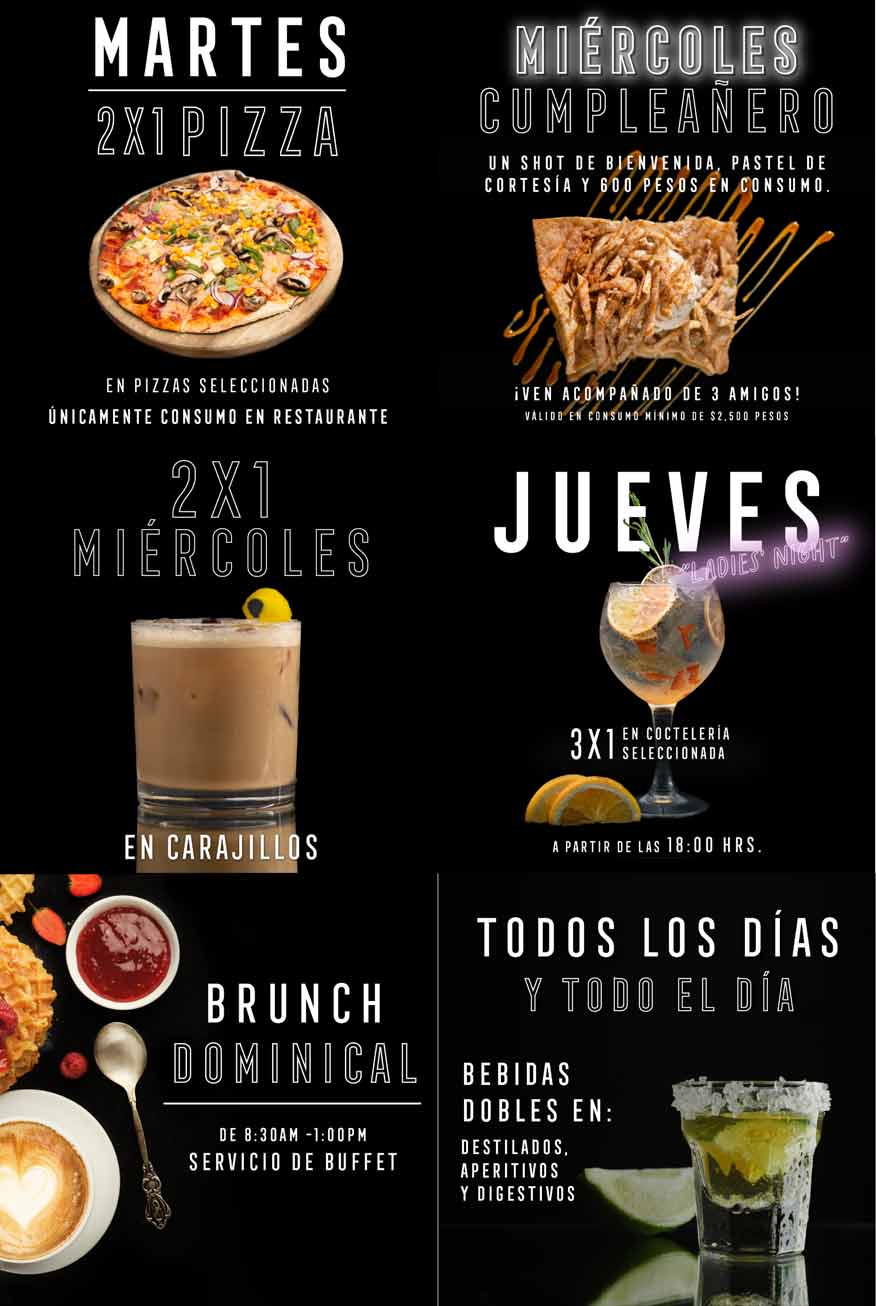 MARTES
2X1 PIZZA
EN PIZZAS SELECCIONADAS
ÚNICAMENTE CONSUMO EN RESTAURANTE
MIÉRCOLES
CUMPLEAÑERO
UN SHOT DE BIENVENIDA, PASTEL DE
CORTESÍA Y 600 PESOS EN CONSUMO.
¡VEN ACOMPAÑADO DE 3 AMIGOS!
VÁLIDO EN CONSUMO MÍNIMO DE $2,500 PESOS
2X1
MIÉRCOLES
EN CARAJILLOS
JUEVES
"LADIES' NIGHT"
3X1 EN COCTELERÍA
SELECCIONADA
A PARTIR DE LAS 18:00 HRS.
BRUNCH
DOMINICAL
DE 8:30AM -1:00PM
SERVICIO DE BUFFET
TODOS LOS DÍAS
Y TODO EL DÍA
BEBIDAS
DOBLES EN:
DESTILADOS,
APERITIVOS
Y DIGESTIVOS